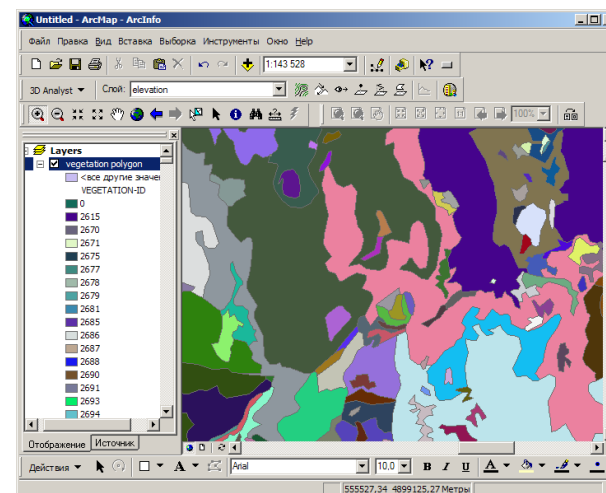 Untitled - ArcMap - ArcInfo
Файл Правка Вид Вставка Выборка Инструменты Окно Help
1:143 528
3D Analyst Слой: elevation
100%
Layers
vegetation polygon
<все другие значен
VEGETATION-ID
0
2615
2670
2671
2675
2677
2678
2679
2681
2685
2686
2687
2688
2690
2691
2693
2694
Отображение Источник
Действия A Arial 10,0 B I U A
555527,34 4899125,27 Метры